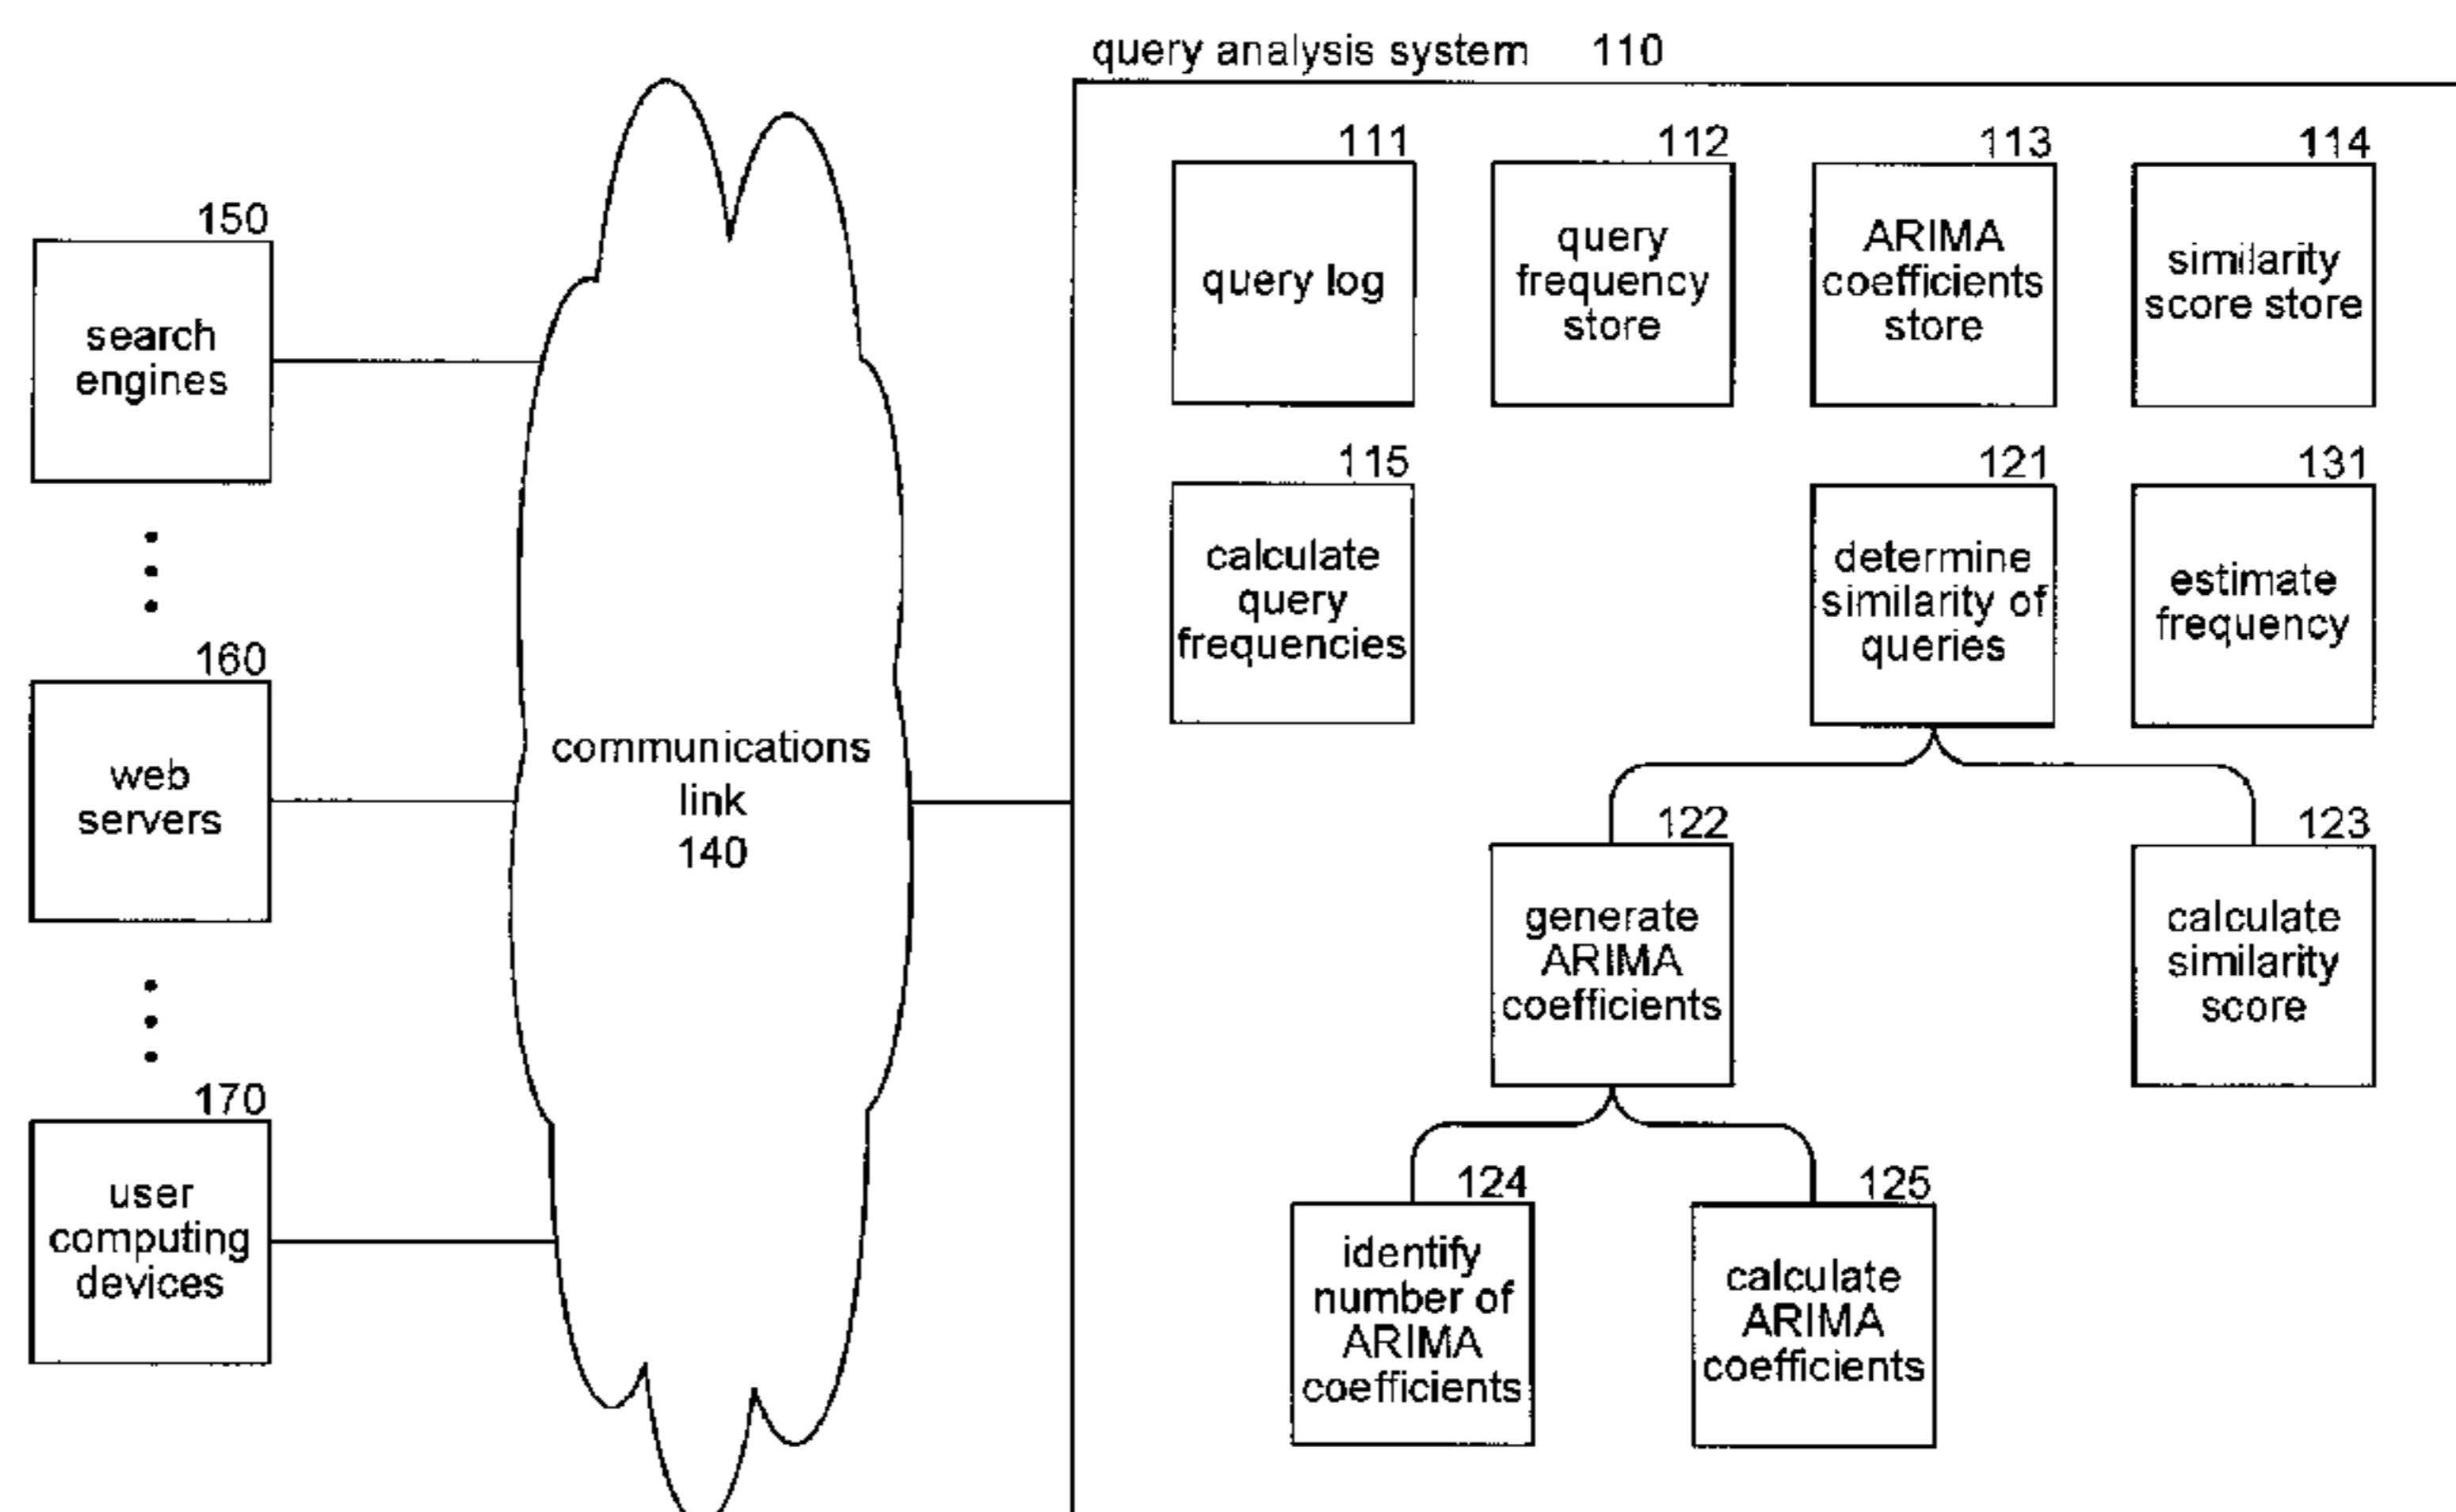 query analysis system 110
150
search
engines
160
web
servers
170
user
computing
devices
communications
link
140
111
query log
112
query
frequency
store
113
ARIMA
coefficients
store
114
similarity
score store
115
calculate
query
frequencies
121
determine
similarity of
queries
131
estimate
frequency
122
generate
ARIMA
coefficients
123
calculate
similarity
score
124
identify
number of
ARIMA
coefficients
125
calculate
ARIMA
coefficients